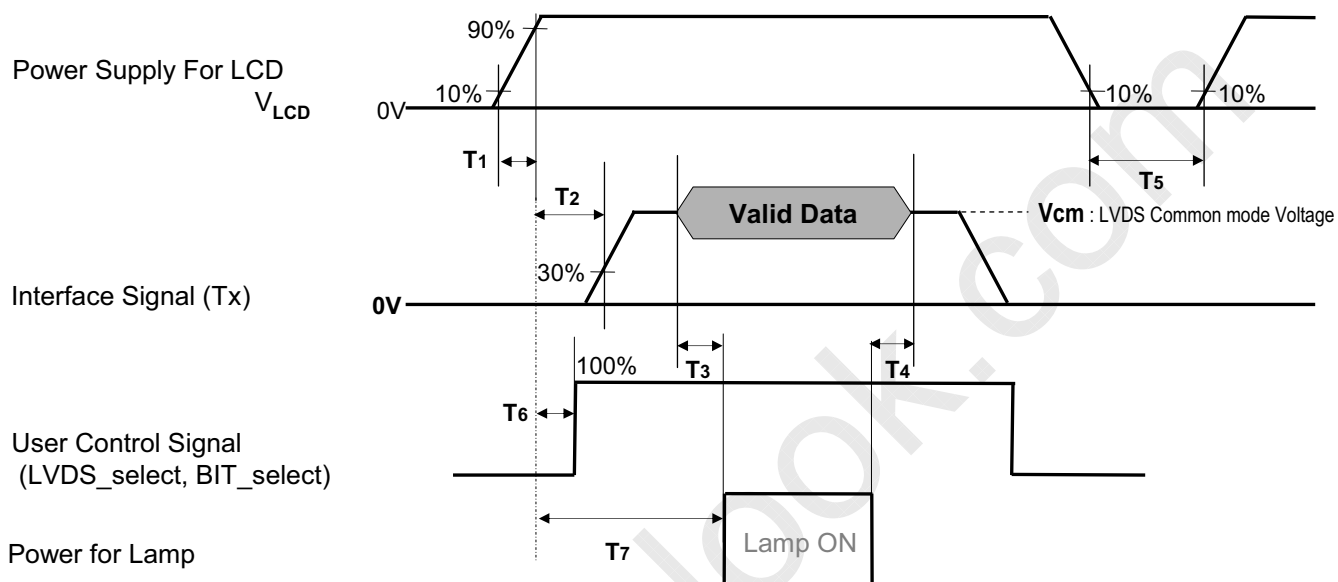 90%
Power Supply For LCD
VLCD
10%
0V
10%
10%
T1
T2
T5
Valid Data
Vcm : LVDS Common mode Voltage
30%
Interface Signal (Tx)
0V
100%
T3
T4
T6
User Control Signal
(LVDS_select, BIT_select)
T7
Lamp ON
Power for Lamp
look.com